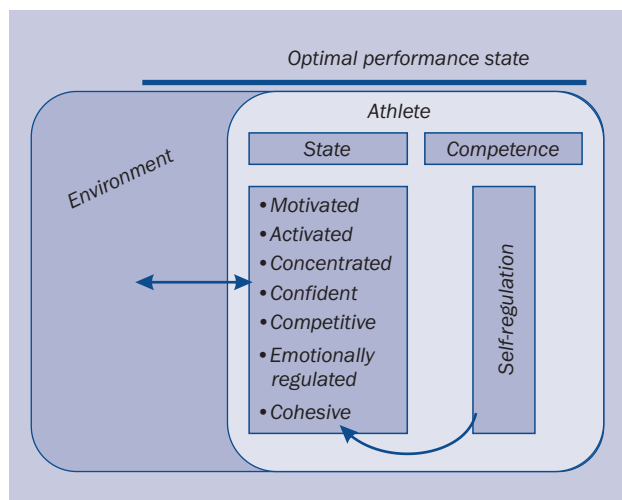 Optimal performance state
Athlete
Environment
State
Competence
•Motivated
•Activated
•Concentrated
•Confident
•Competitive
•Emotionally
regulated
•Cohesive
Self-regulation